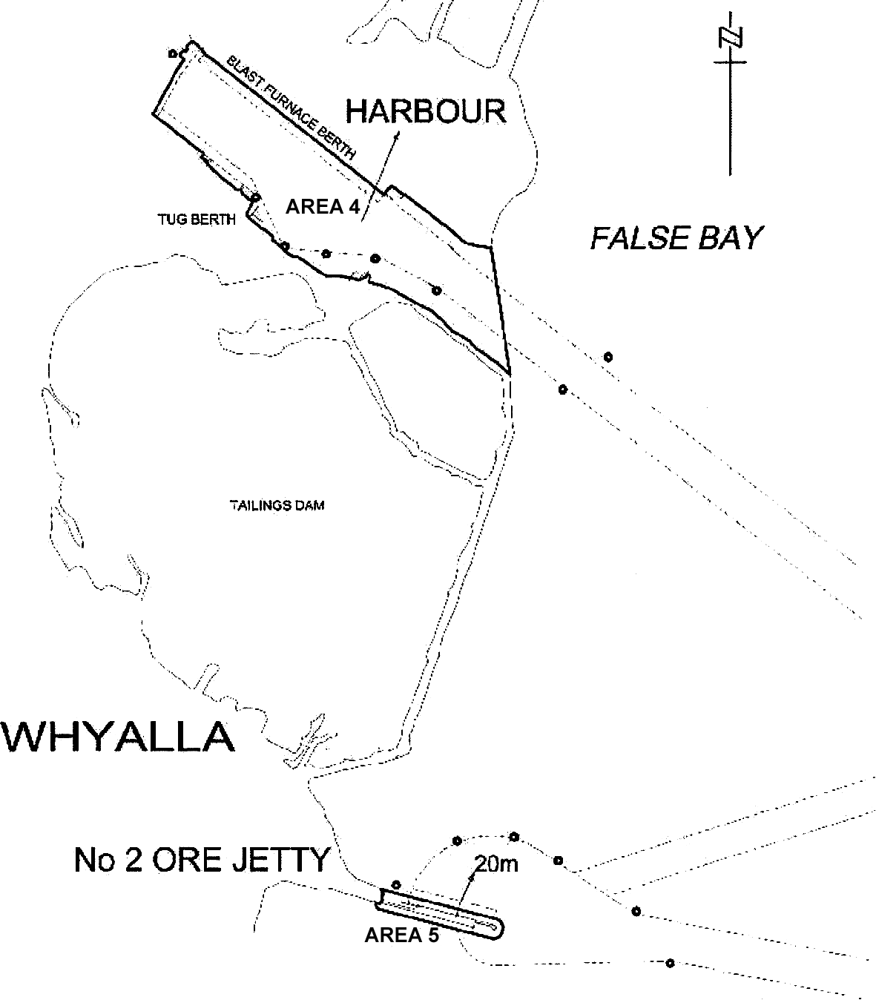 N
BLAST FURNACE BERTH
HARBOUR
AREA 4
TUG BERTH
FALSE BAY
TAILINGS DAM
WHYALLA
No 2 ORE JETTY
20m
AREA 5